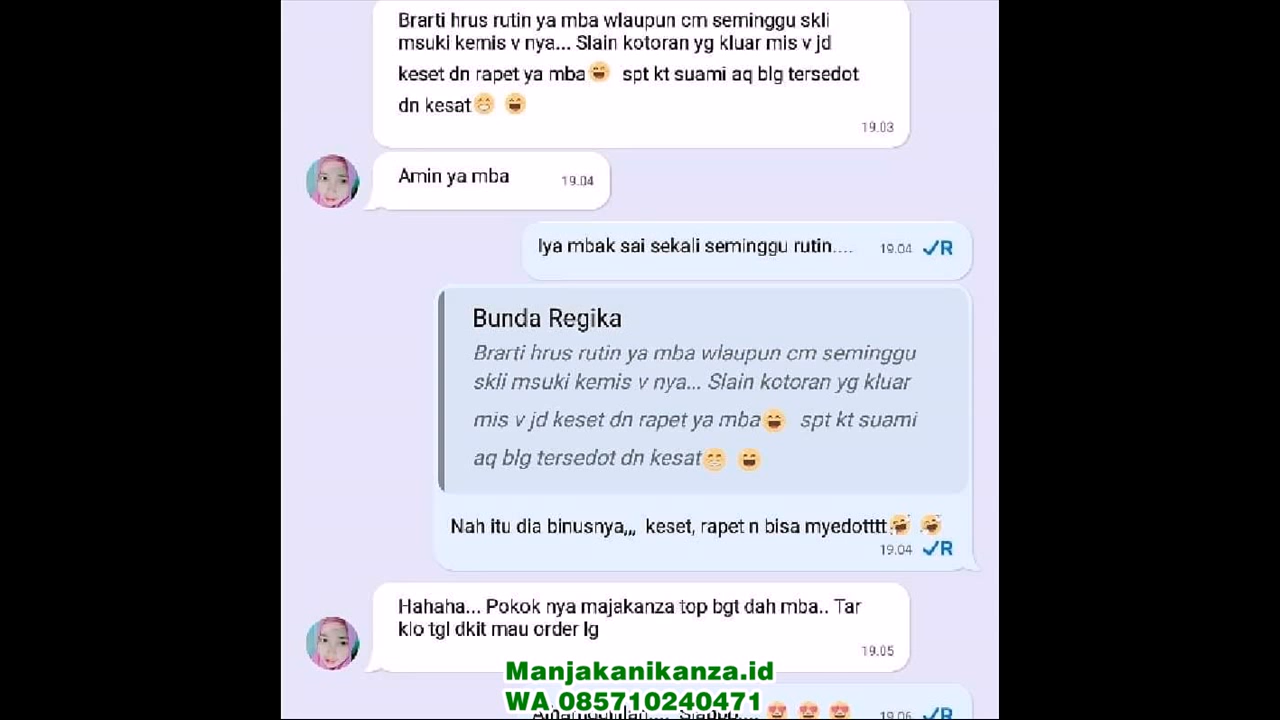 Brarti hrus rutin ya mba wlaupun cm seminggu skli
msuki kemis v nya... Slain kotoran yg kluar mis v jd
keset dn rapet ya mba😄 spt kt suami aq blg tersedot
dn kesat😁 😄
19.03
Amin ya mba 19.04
Iya mbak sai sekali seminggu rutin.... 19.04 ✓R
Bunda Regika
Brarti hrus rutin ya mba wlaupun cm seminggu
skli msuki kemis v nya... Slain kotoran yg kluar
mis v jd keset dn rapet ya mba😄 spt kt suami
aq blg tersedot dn kesat😁 😄
Nah itu dia binusnya,,, keset, rapet n bisa myedotttt🤣 🤣
19.04 ✓R
Hahaha... Pokok nya majakanza top bgt dah mba.. Tar
klo tgl dkit mau order lg
19.05
Manjakanikanza.id
WA 085710240471
😍 😍 😍 19.06 ✓R